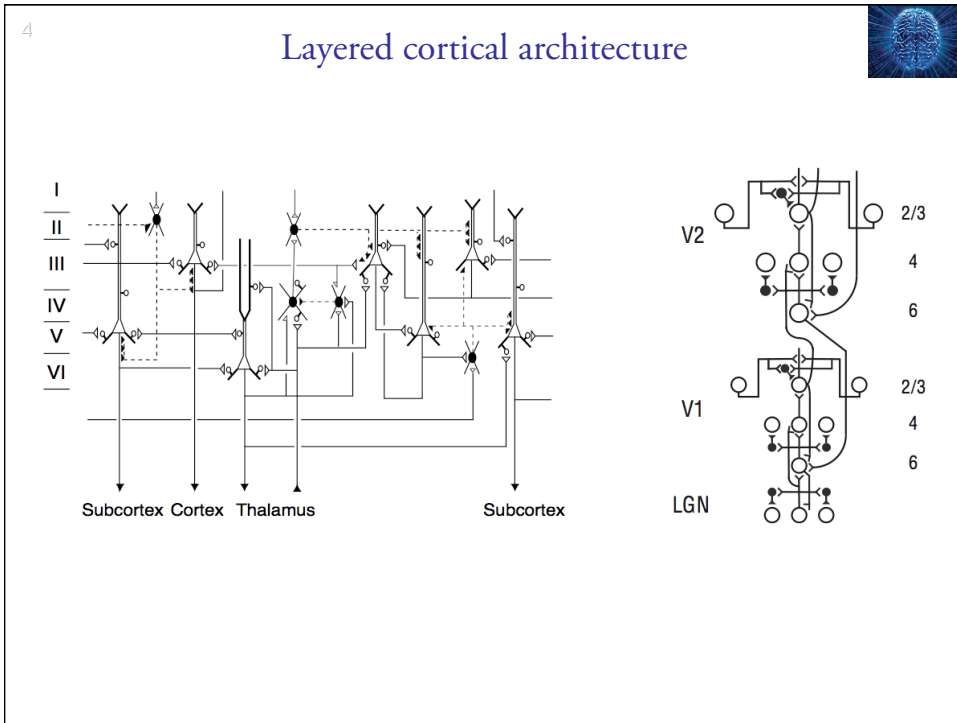 4
Layered cortical architecture
I
II
III
IV
V
VI
Subcortex Cortex Thalamus Subcortex
V2
2/3
4
6
V1
2/3
4
6
LGN